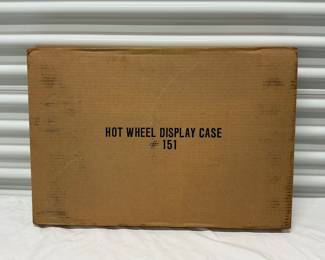 HOT WHEEL DISPLAY CASE
# 151